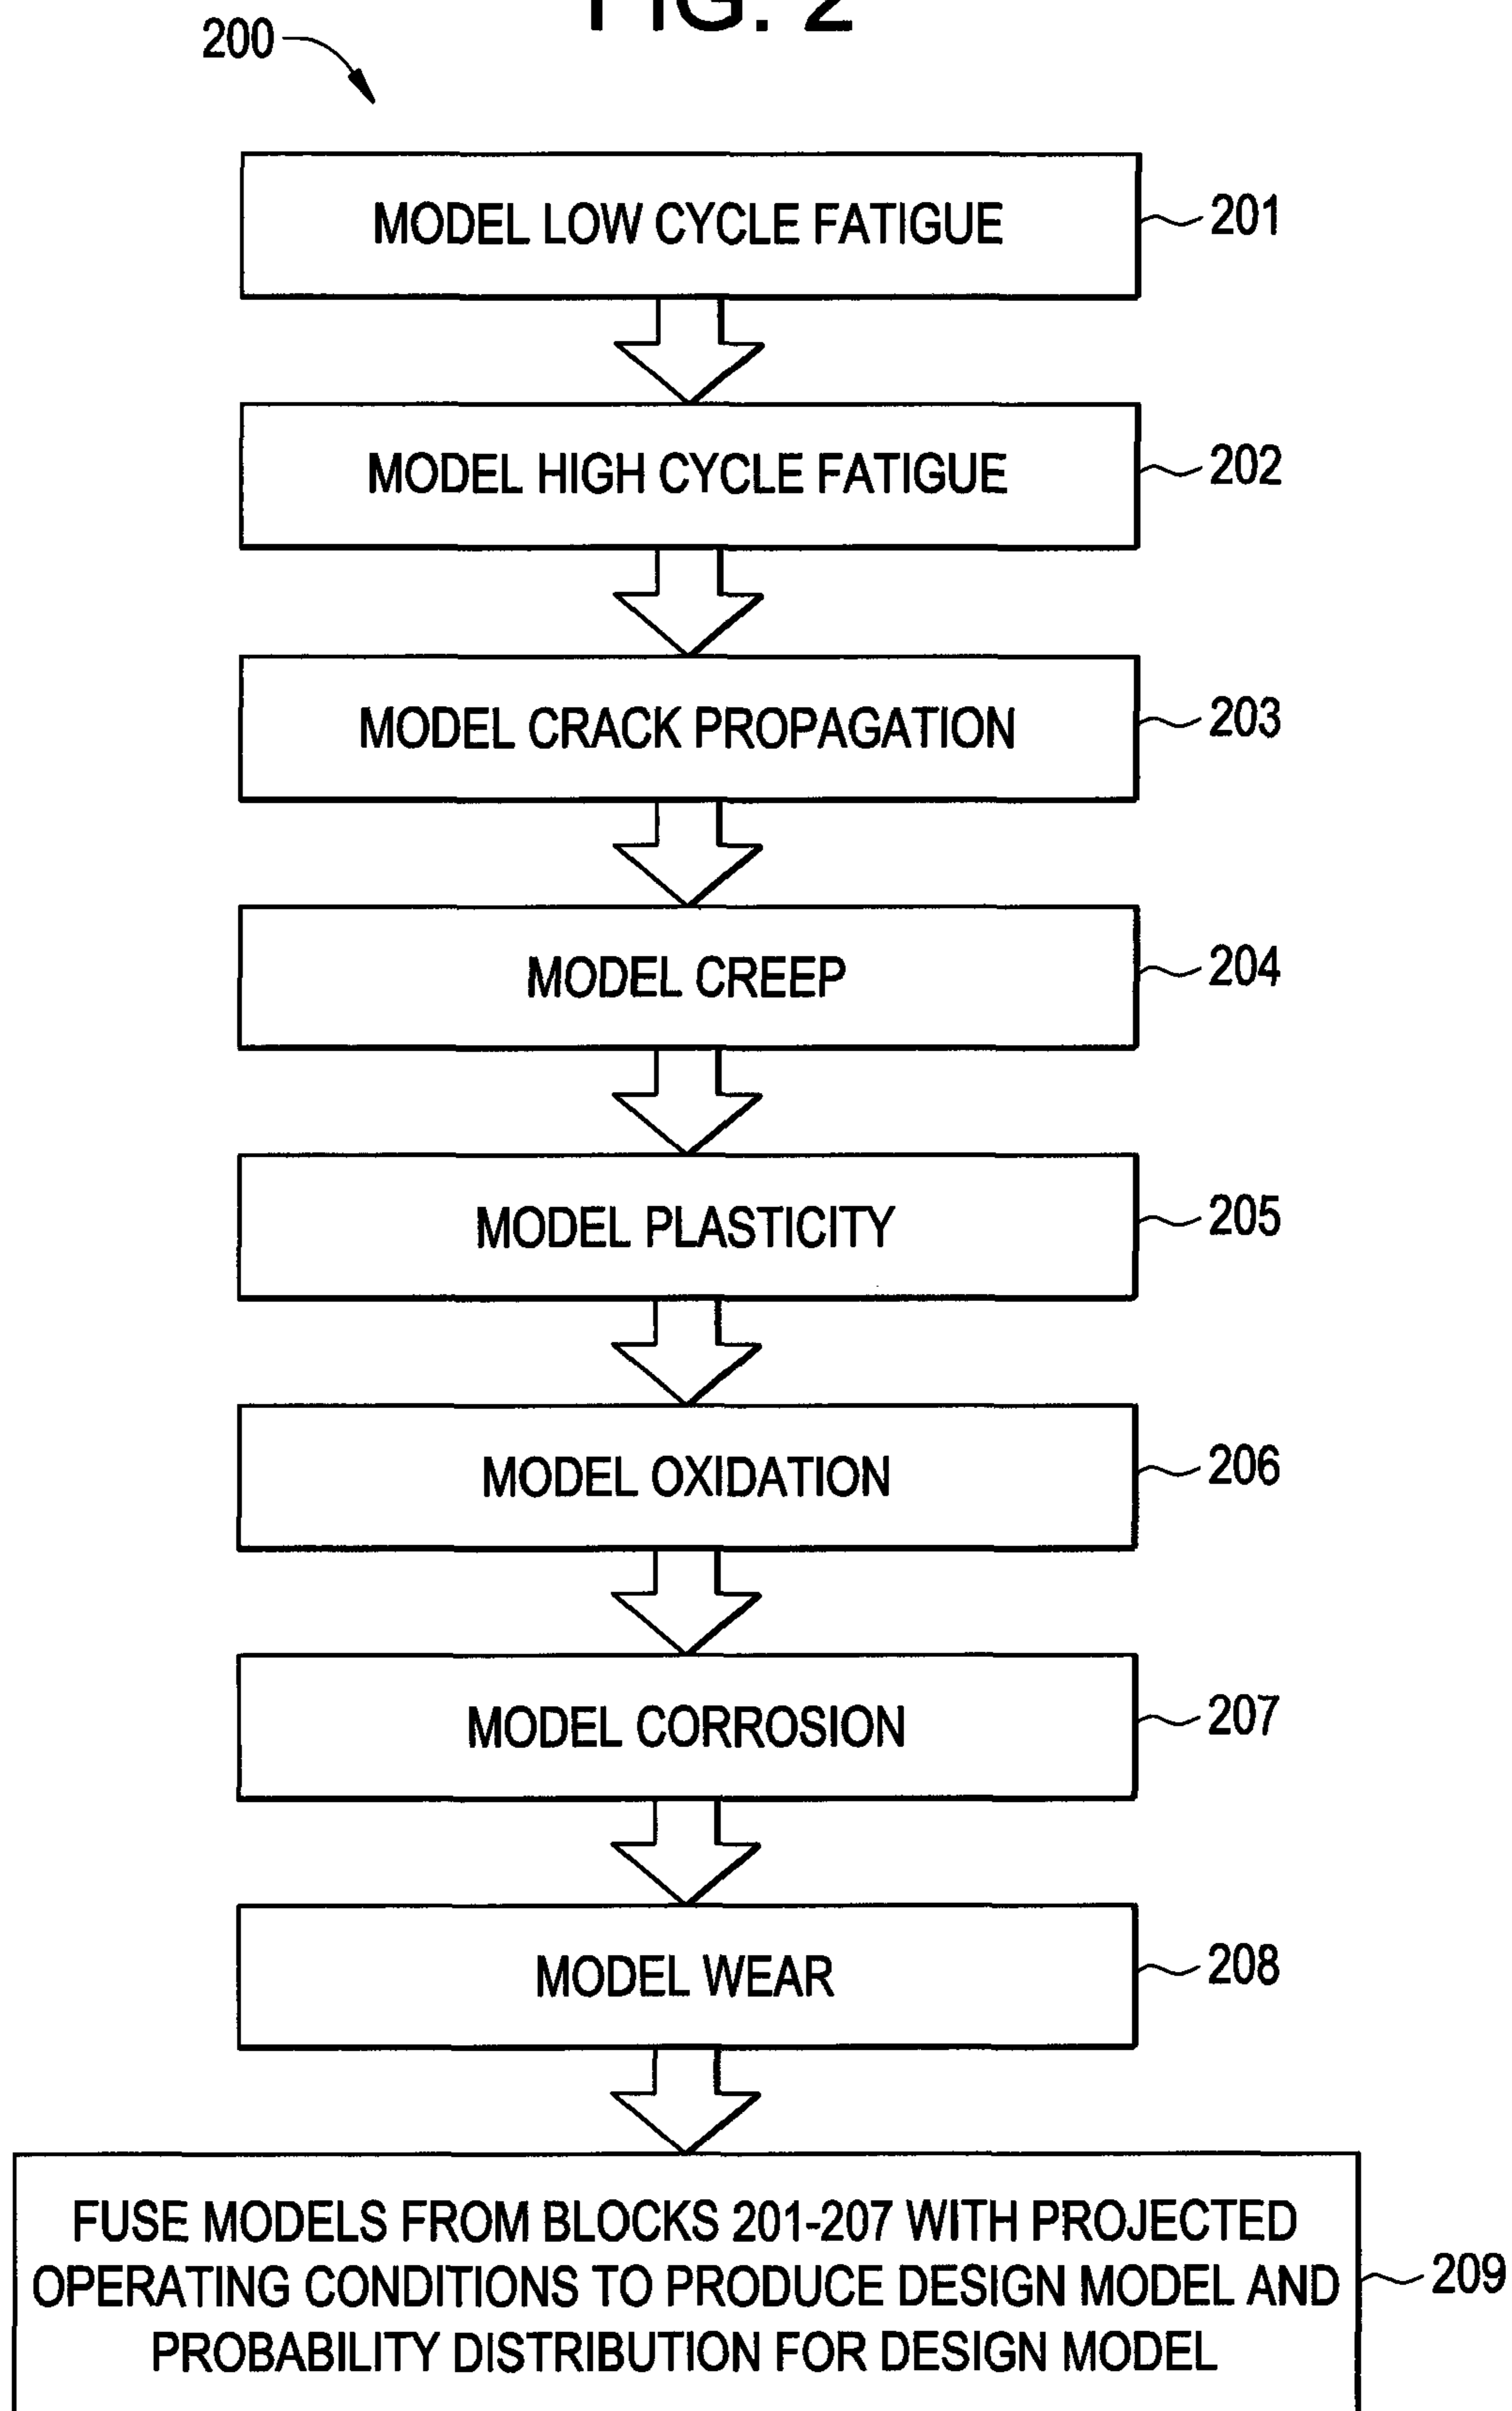 FIG. 2
200
MODEL LOW CYCLE FATIGUE
201
MODEL HIGH CYCLE FATIGUE
202
MODEL CRACK PROPAGATION
203
MODEL CREEP
204
MODEL PLASTICITY
205
MODEL OXIDATION
206
MODEL CORROSION
207
MODEL WEAR
208
FUSE MODELS FROM BLOCKS 201-207 WITH PROJECTED
OPERATING CONDITIONS TO PRODUCE DESIGN MODEL AND
PROBABILITY DISTRIBUTION FOR DESIGN MODEL
209